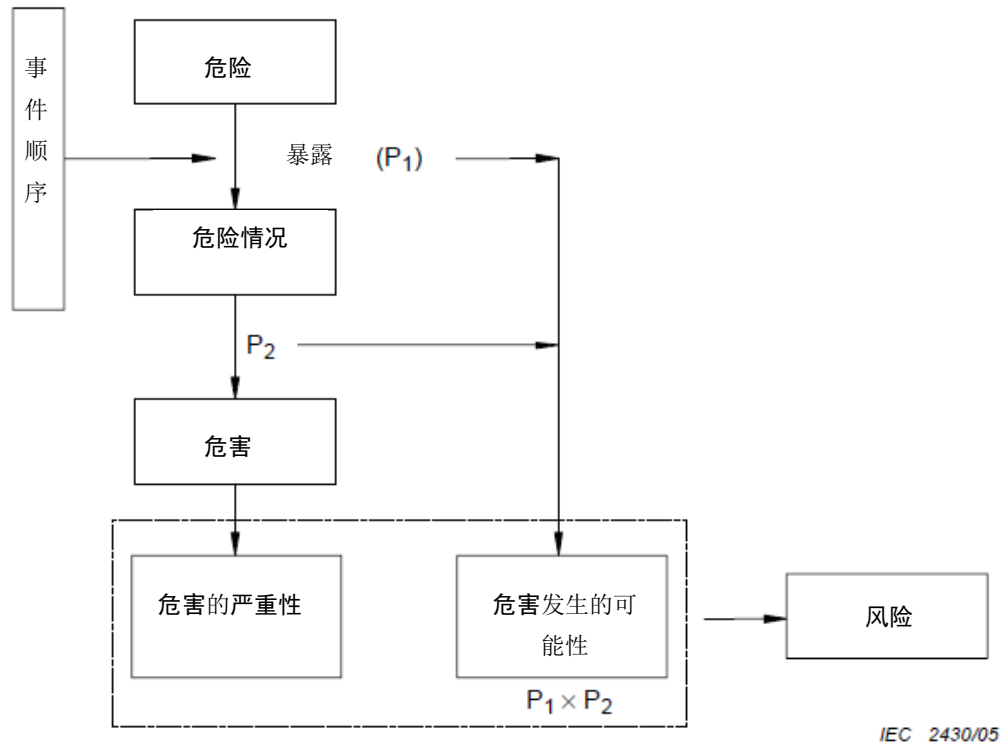 事
件
顺
序
危险
暴露 (P₁)
危险情况
P₂
危害
危害的严重性
危害发生的可
能性
P₁ × P₂
风险
IEC 2430/05